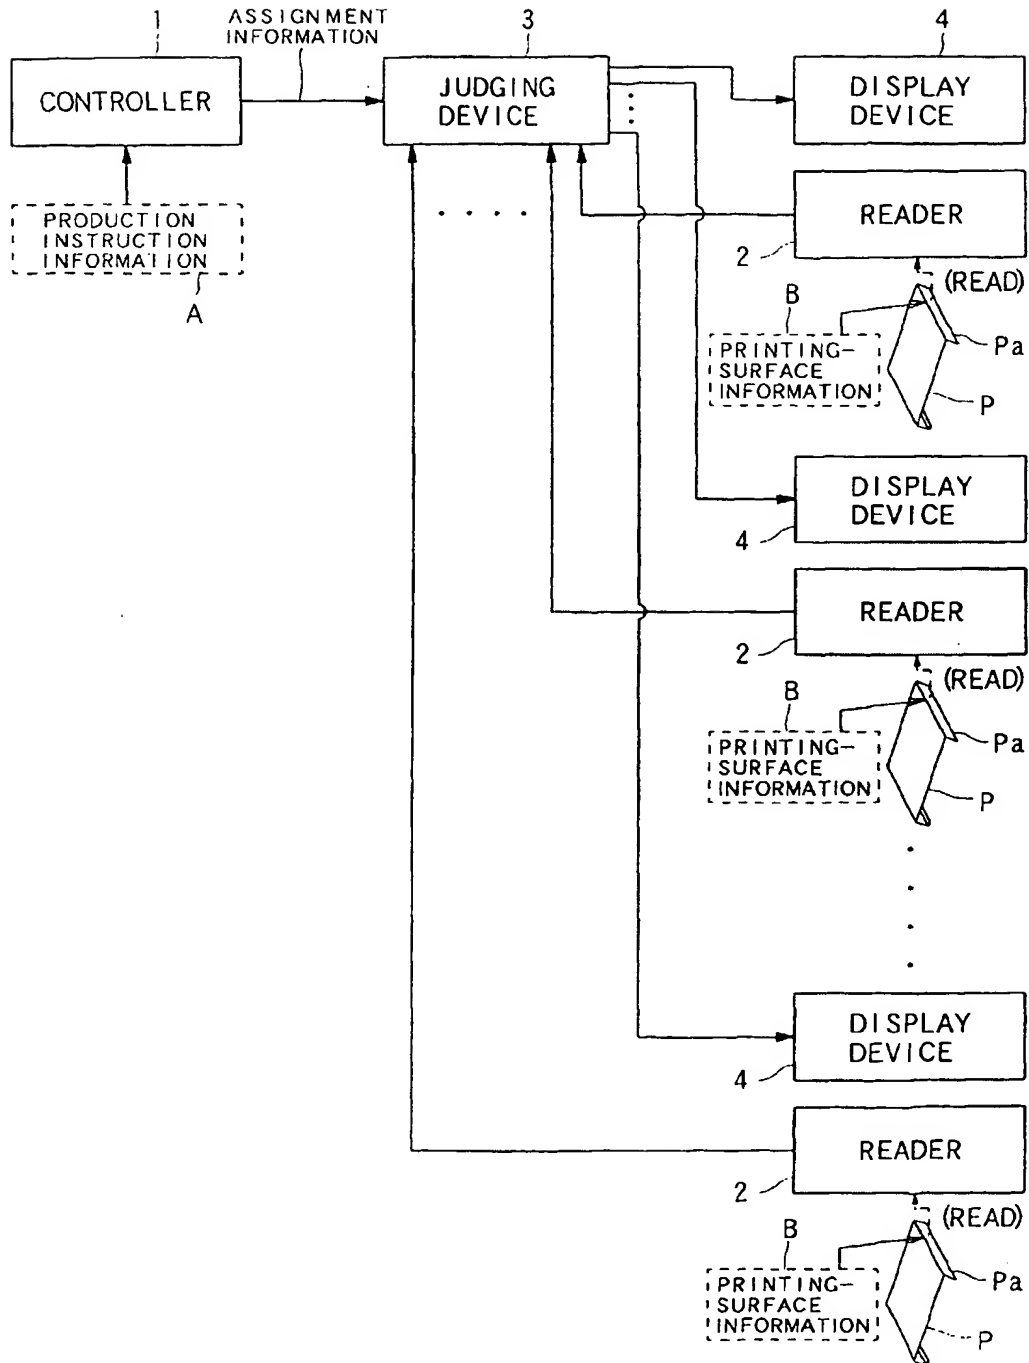 1
ASSIGNMENT
INFORMATION
3
4
CONTROLLER
JUDGING
DEVICE
DISPLAY
DEVICE
PRODUCTION
INSTRUCTION
INFORMATION
A
READER
2
(READ)
B
PRINTING-
SURFACE
INFORMATION
Pa
P
DISPLAY
DEVICE
4
READER
2
(READ)
B
PRINTING-
SURFACE
INFORMATION
Pa
P
DISPLAY
DEVICE
4
READER
2
(READ)
B
PRINTING-
SURFACE
INFORMATION
Pa
P